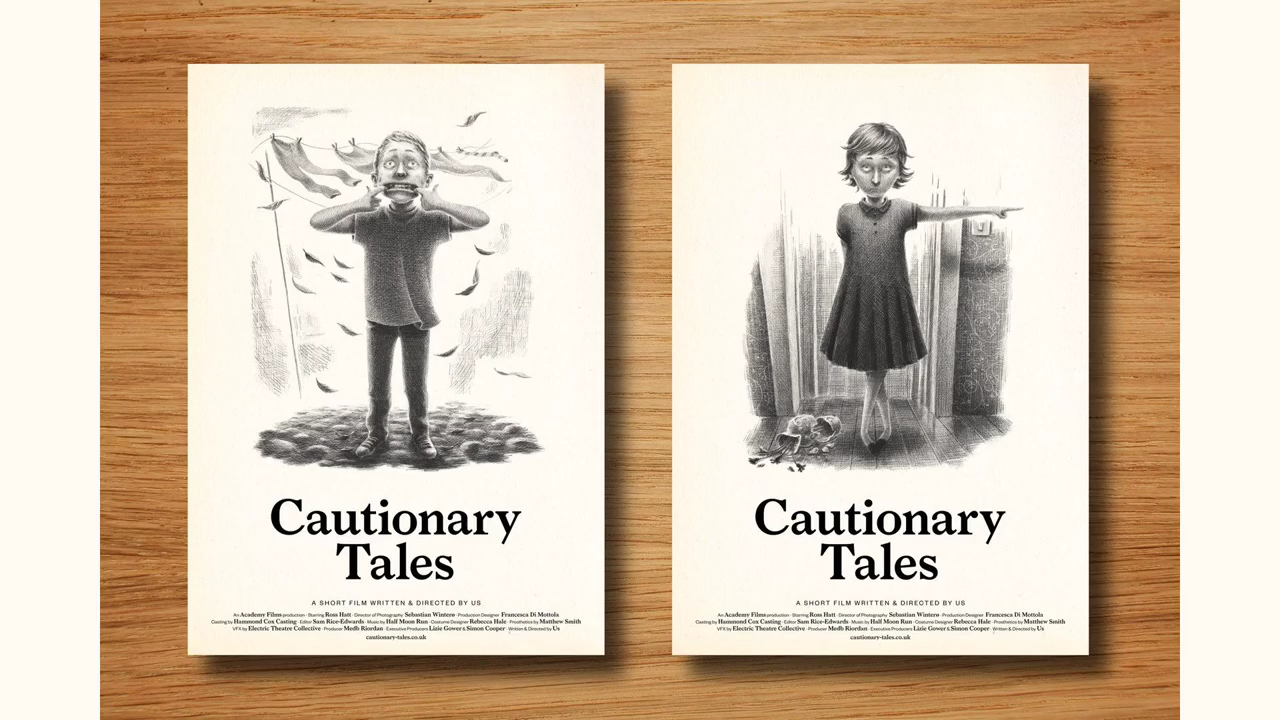 Cautionary
Tales
A SHORT FILM WRITTEN & DIRECTED BY US
An Academy Films production · Starring Ross Hatt · Director of Photography Sebastian Wintero · Production Designer Francesca Di Mottola
Casting by Hammond Cox Casting · Editor Sam Rice-Edwards · Music by Half Moon Run · Costume Designer Rebecca Hale · Prosthetics by Matthew Smith
VFX by Electric Theatre Collective · Producer Medb Riordan · Executive Producers Lizie Gower & Simon Cooper · Written & Directed by Us
cautionary-tales.co.uk
Cautionary
Tales
A SHORT FILM WRITTEN & DIRECTED BY US
An Academy Films production · Starring Ross Hatt · Director of Photography Sebastian Wintero · Production Designer Francesca Di Mottola
Casting by Hammond Cox Casting · Editor Sam Rice-Edwards · Music by Half Moon Run · Costume Designer Rebecca Hale · Prosthetics by Matthew Smith
VFX by Electric Theatre Collective · Producer Medb Riordan · Executive Producers Lizie Gower & Simon Cooper · Written & Directed by Us
cautionary-tales.co.uk